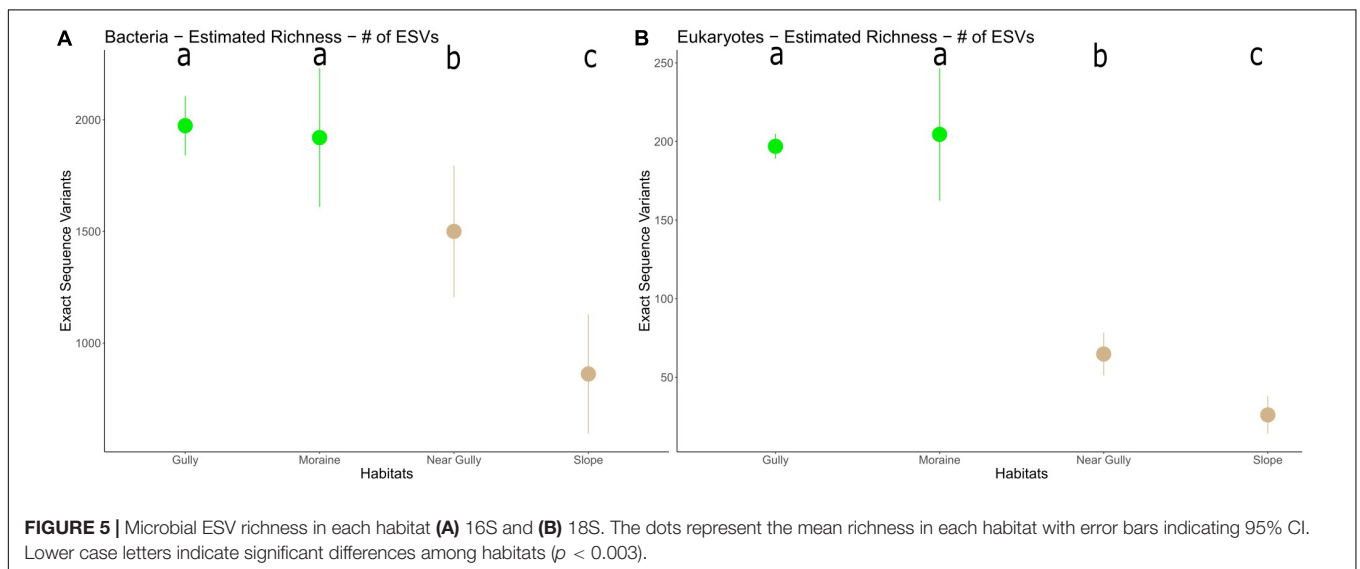 A
Bacteria − Estimated Richness − # of ESVs
a a b c
Exact Sequence Variants
2000
1500
1000
Gully Moraine Near Gully Slope
Habitats
B
Eukaryotes − Estimated Richness − # of ESVs
a a b c
Exact Sequence Variants
250
200
150
100
50
Gully Moraine Near Gully Slope
Habitats
FIGURE 5 | Microbial ESV richness in each habitat (A) 16S and (B) 18S. The dots represent the mean richness in each habitat with error bars indicating 95% CI.
Lower case letters indicate significant differences among habitats (p < 0.003).